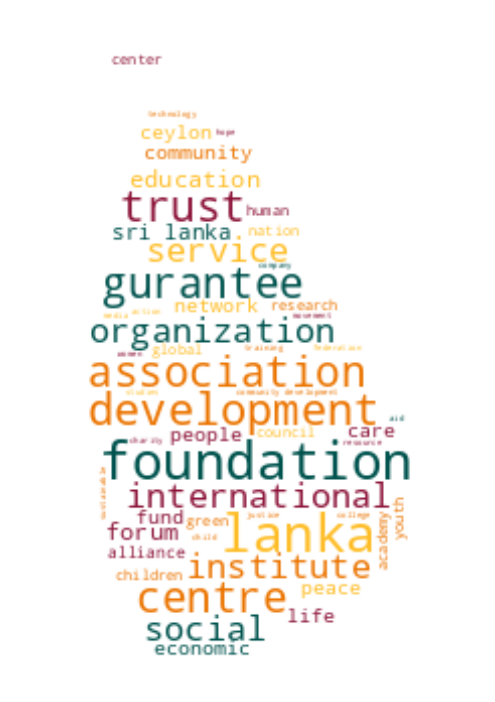 center
technology
ceylon hope
community
education
trust human
sri lanka. nation
service
company
gurantee
network research
media action movement
organization
women global training federation
association
studies community development
development aid
charity people council care
resource
foundation
international
fund green justice college youth
forum child lanka academy
alliance
children institute
centre peace
social life
economic